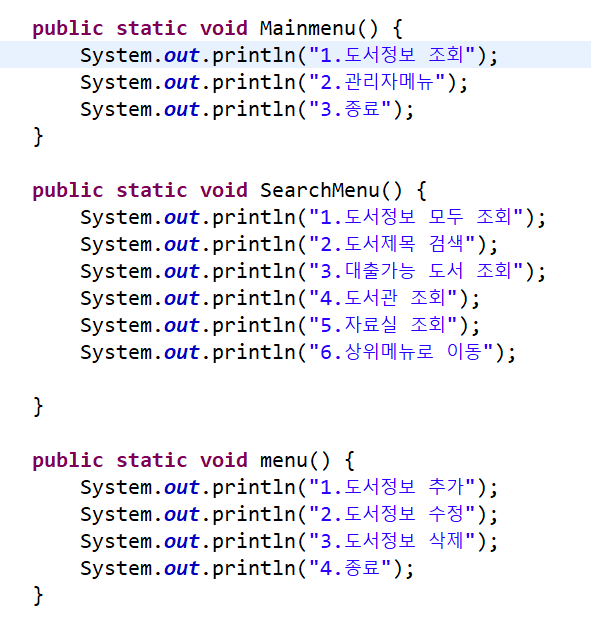 public static void Mainmenu() {
System.out.println("1.도서정보 조회");
System.out.println("2.관리자메뉴");
System.out.println("3.종료");
}
public static void SearchMenu() {
System.out.println("1.도서정보 모두 조회");
System.out.println("2.도서제목 검색");
System.out.println("3.대출가능 도서 조회");
System.out.println("4.도서관 조회");
System.out.println("5.자료실 조회");
System.out.println("6.상위메뉴로 이동");
}
public static void menu() {
System.out.println("1.도서정보 추가");
System.out.println("2.도서정보 수정");
System.out.println("3.도서정보 삭제");
System.out.println("4.종료");
}